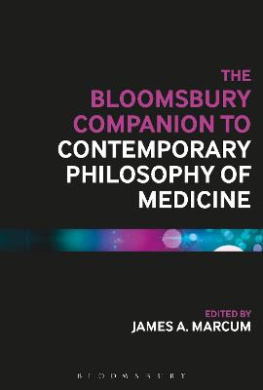 THE
BLOOMSBURY
COMPANION TO
CONTEMPORARY
PHILOSOPHY OF
MEDICINE
EDITED BY
JAMES A. MARCUM
BLOOMSBURY